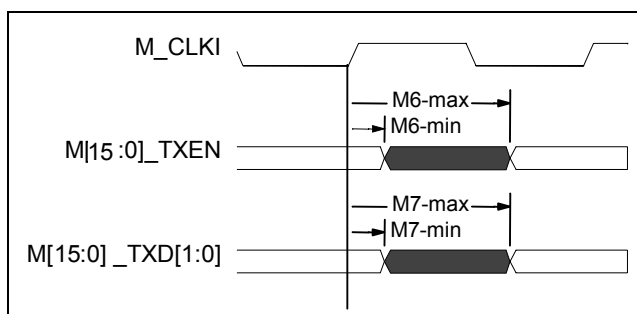 M_CLKI
M6-max
M6-min
M[15:0]_TXEN
M7-max
M7-min
M[15:0] _TXD[1:0]